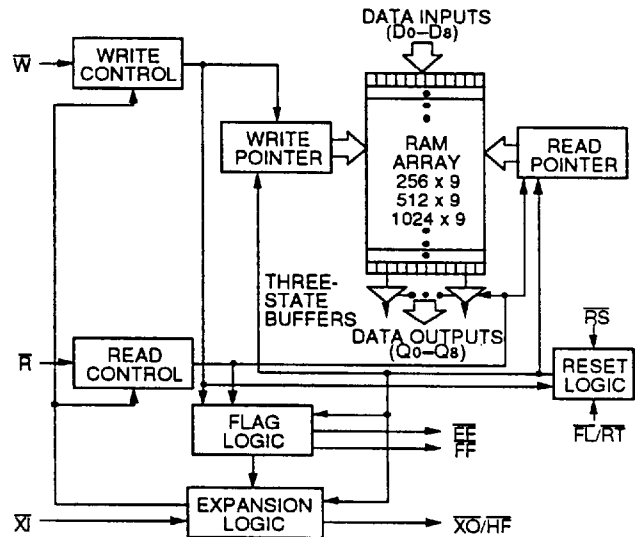 DATA INPUTS
(D0–D8)
W
WRITE
CONTROL
WRITE
POINTER
RAM
ARRAY
256 x 9
512 x 9
1024 x 9
READ
POINTER
THREE-
STATE
BUFFERS
DATA OUTPUTS
(Q0–Q8)
RS
R
READ
CONTROL
RESET
LOGIC
FLAG
LOGIC
EF
FF
FL/RT
EXPANSION
LOGIC
XI
XO/HF